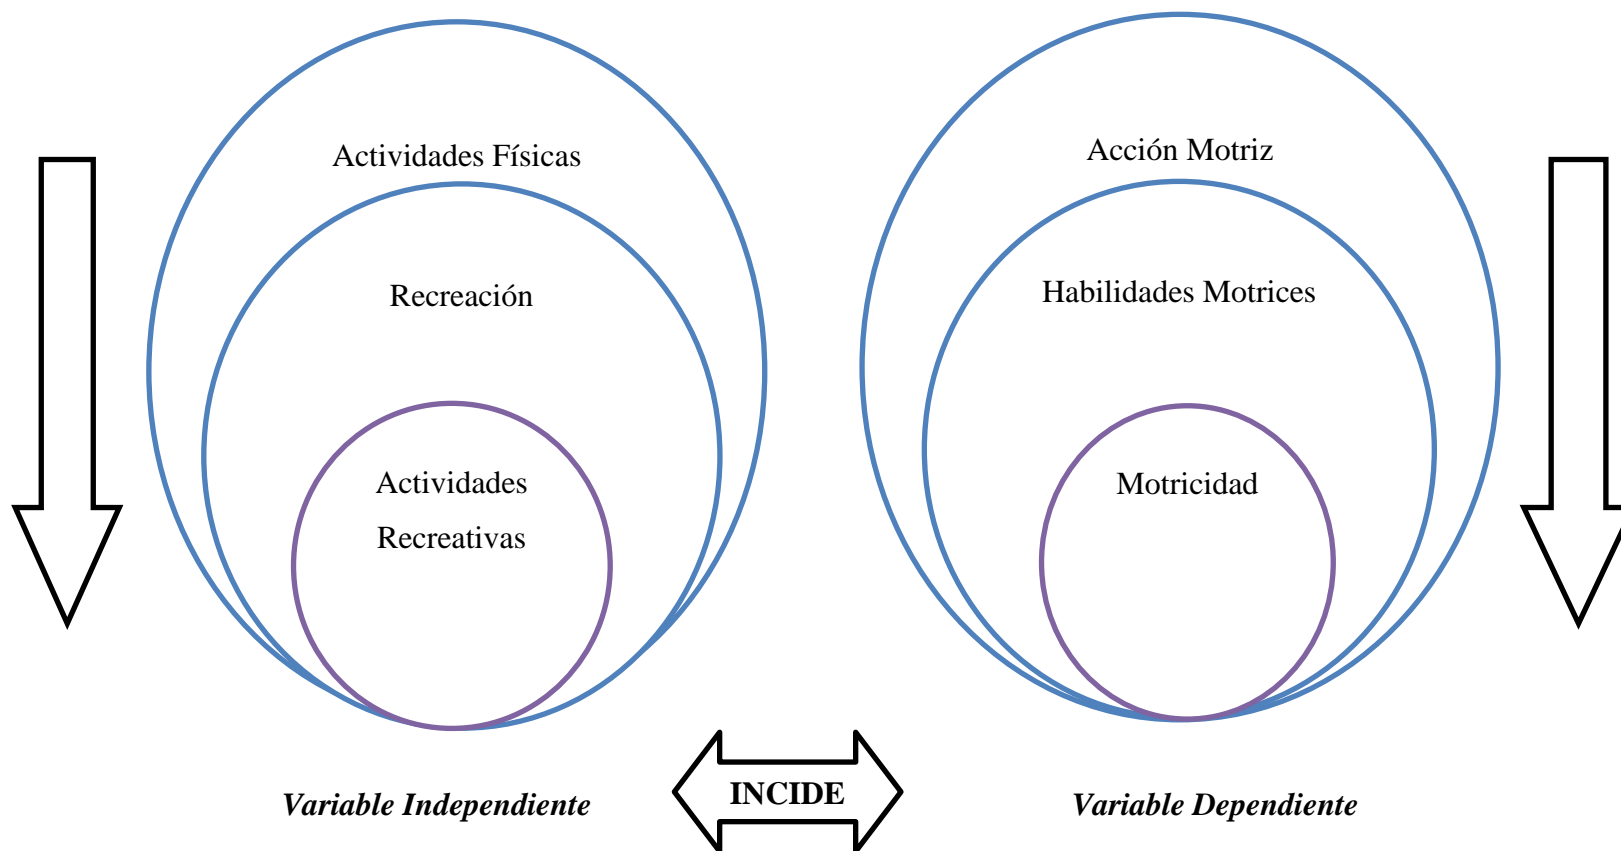 Actividades Físicas
Recreación
Actividades
Recreativas
Variable Independiente
INCIDE
Acción Motriz
Habilidades Motrices
Motricidad
Variable Dependiente